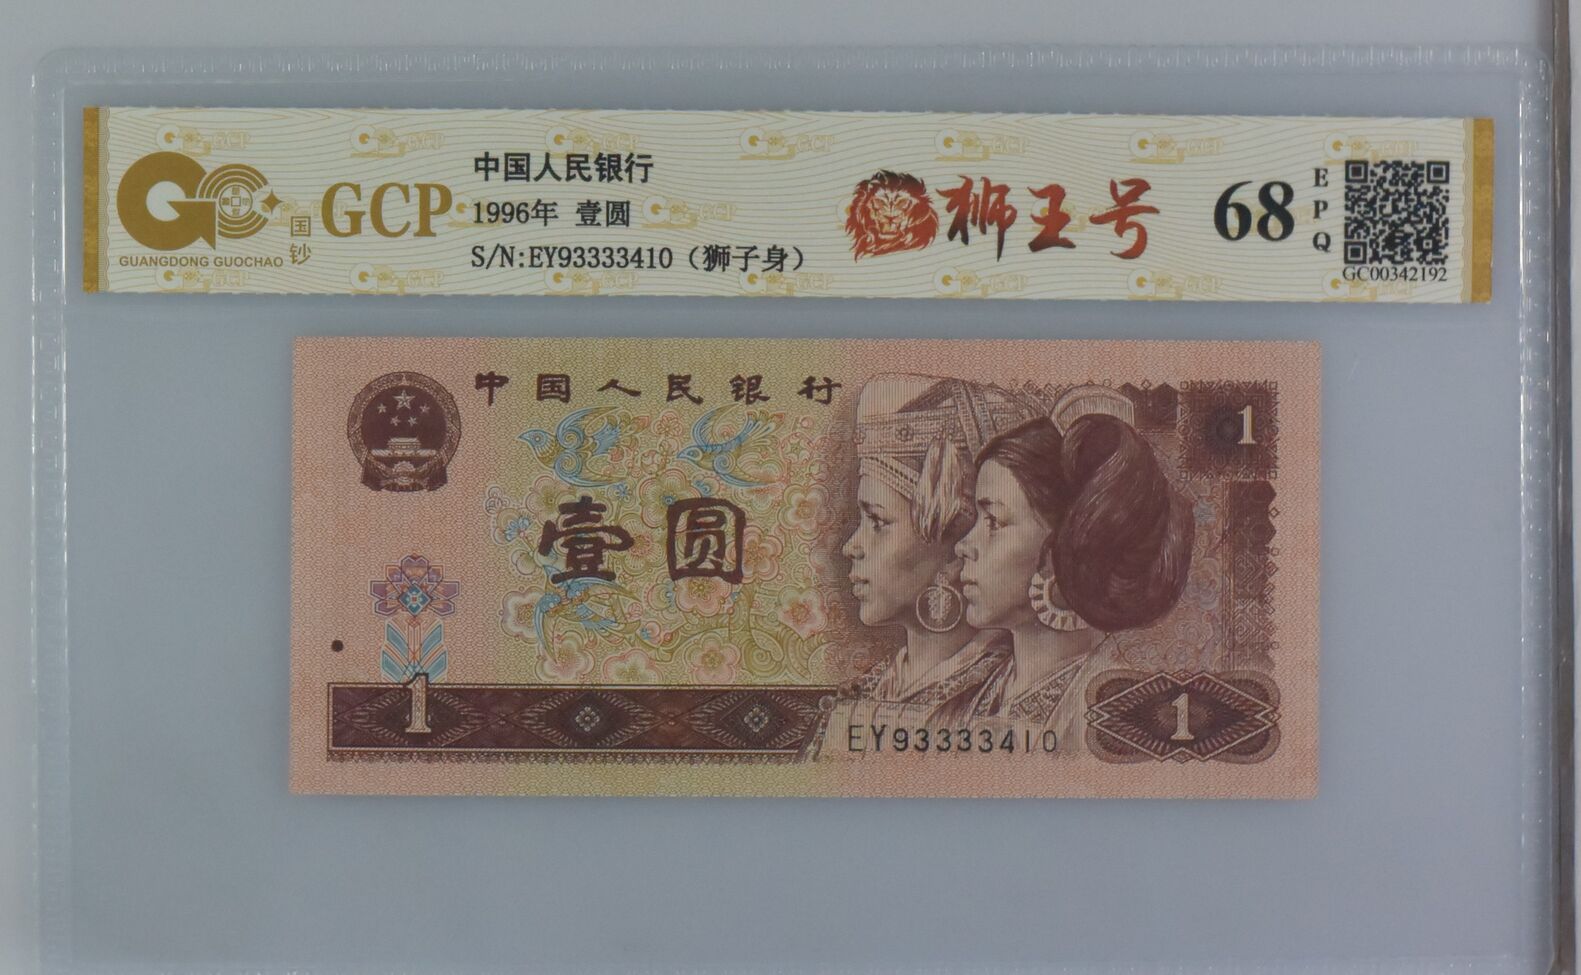 国
钞
GUANGDONG GUOCHAO
GCP
中国人民银行
1996年 壹圆
S/N:EY93333410（狮子身）
狮王号
68
EPQ
GC00342192
中国人民银行
1
壹圆
1
EY93333410
1